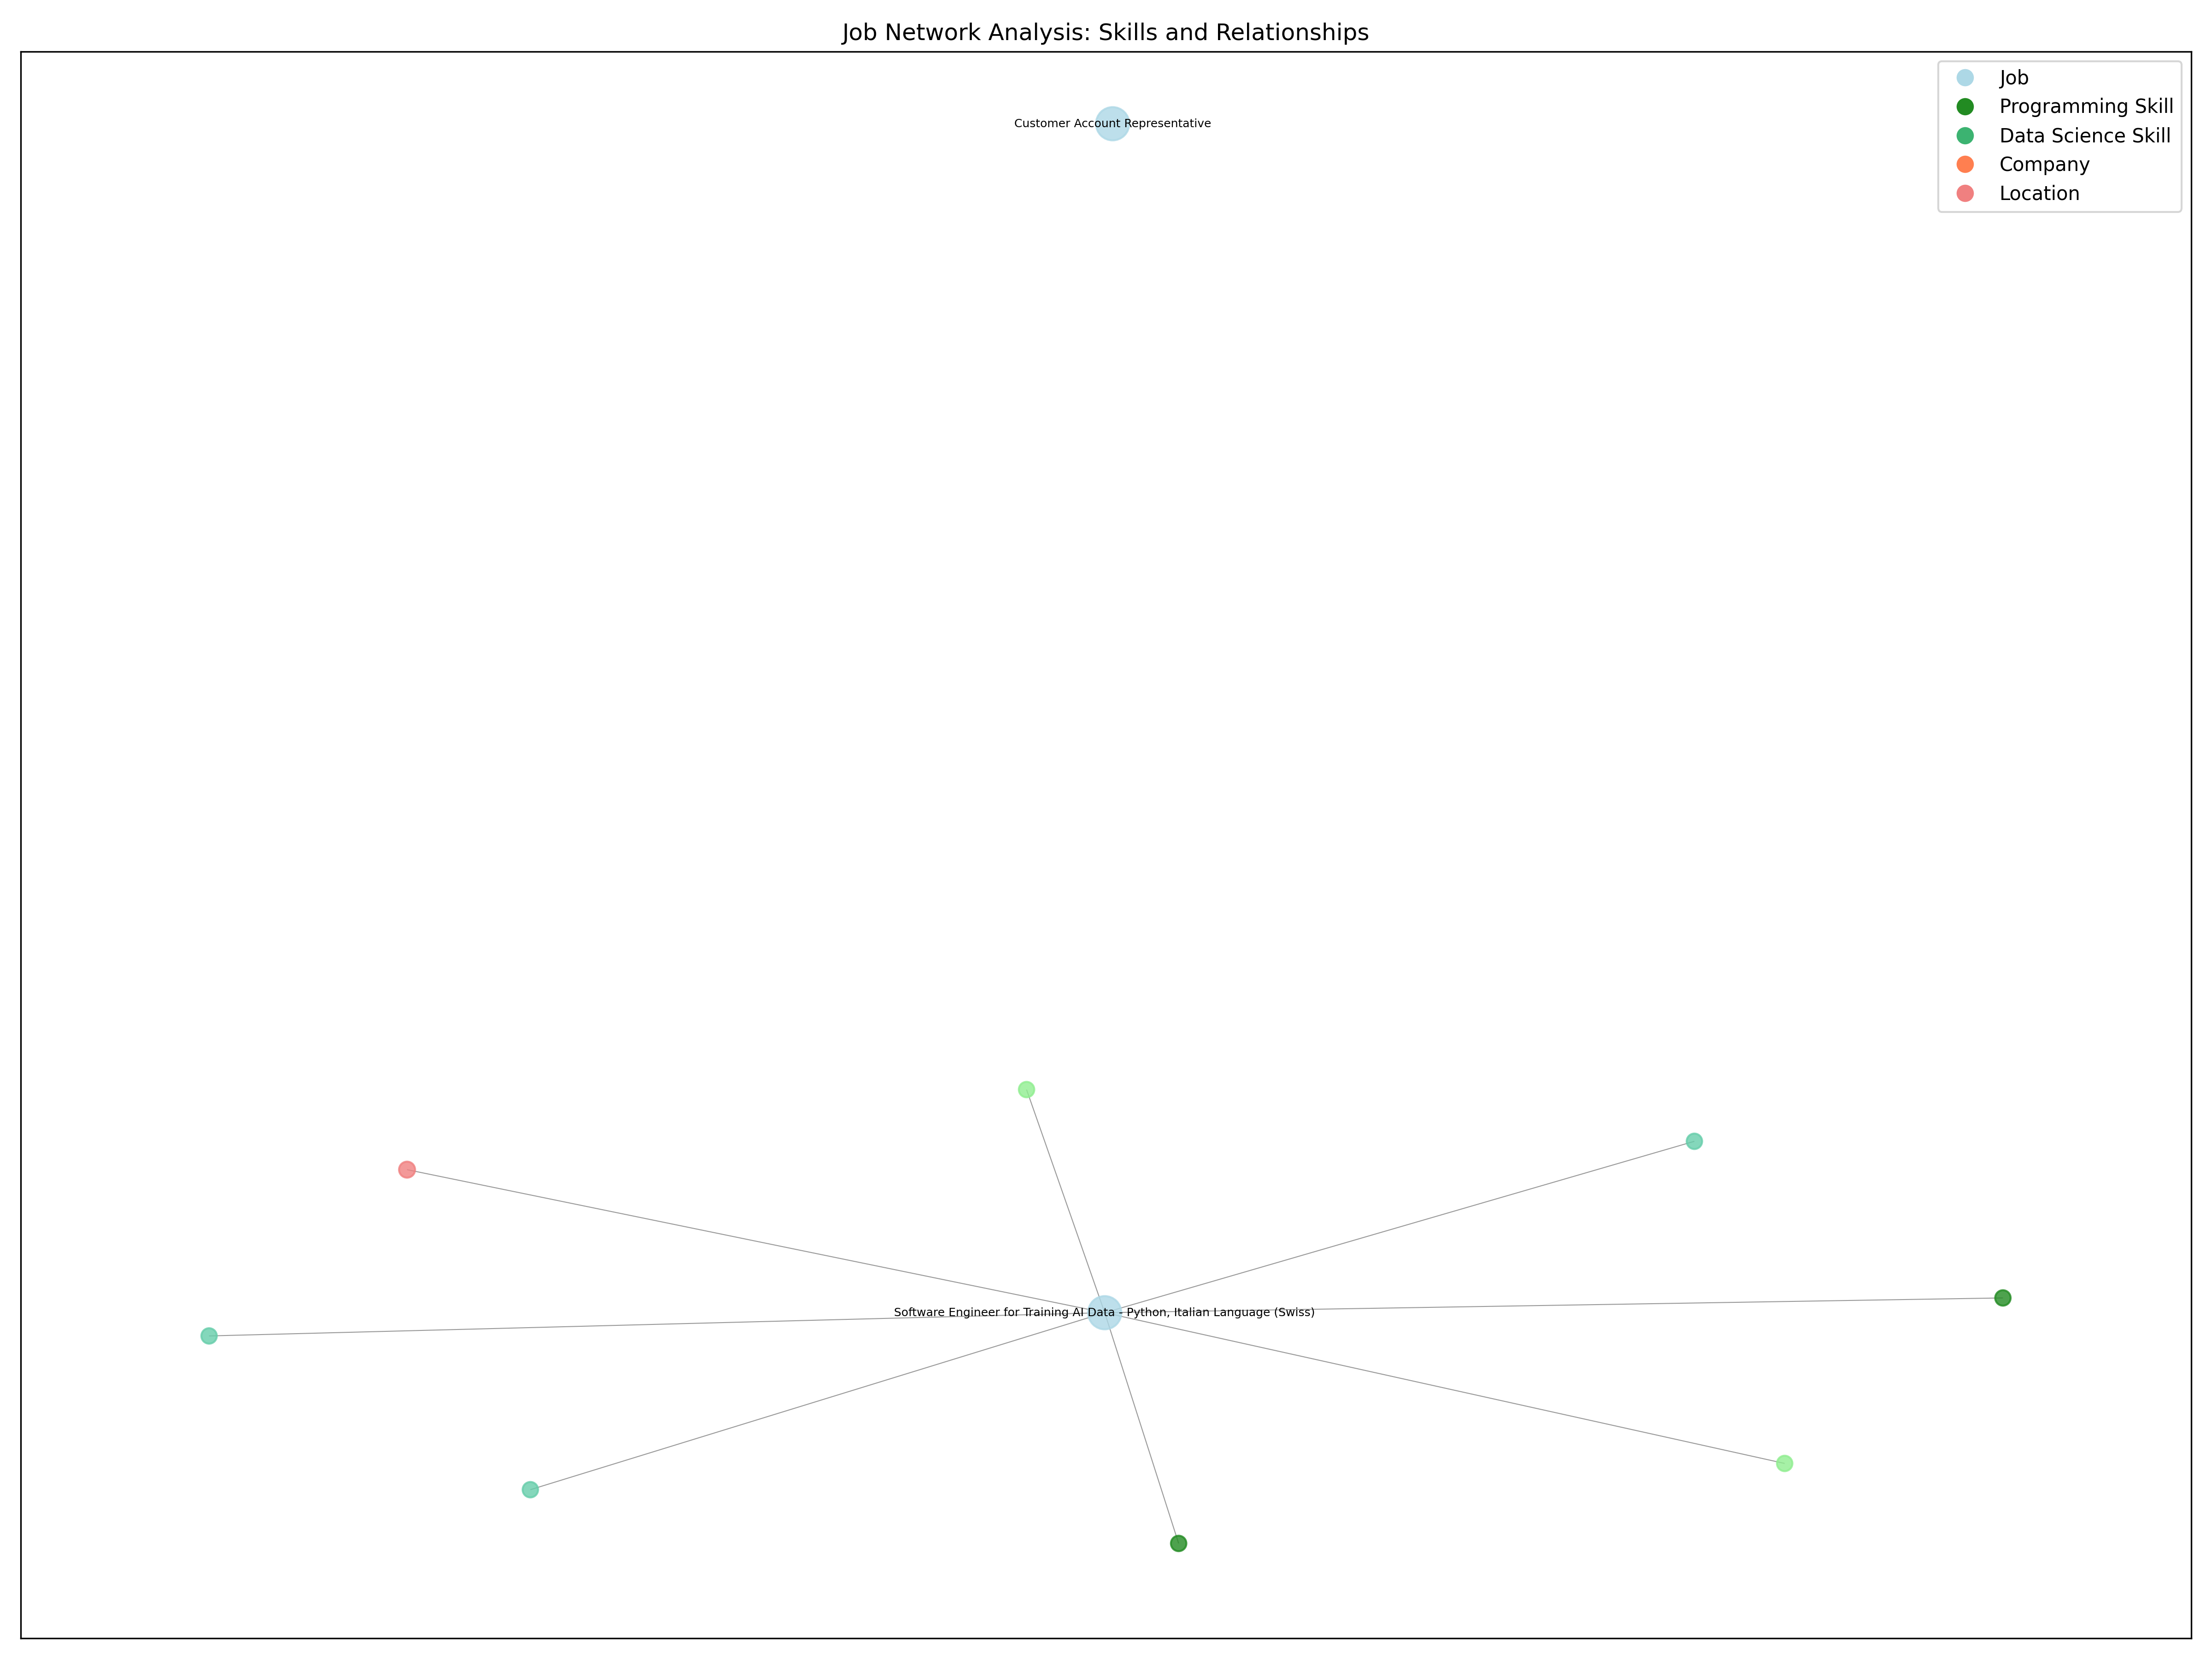 Job Network Analysis: Skills and Relationships
Job
Programming Skill
Data Science Skill
Company
Location
Customer Account Representative
Software Engineer for Training AI Data - Python, Italian Language (Swiss)